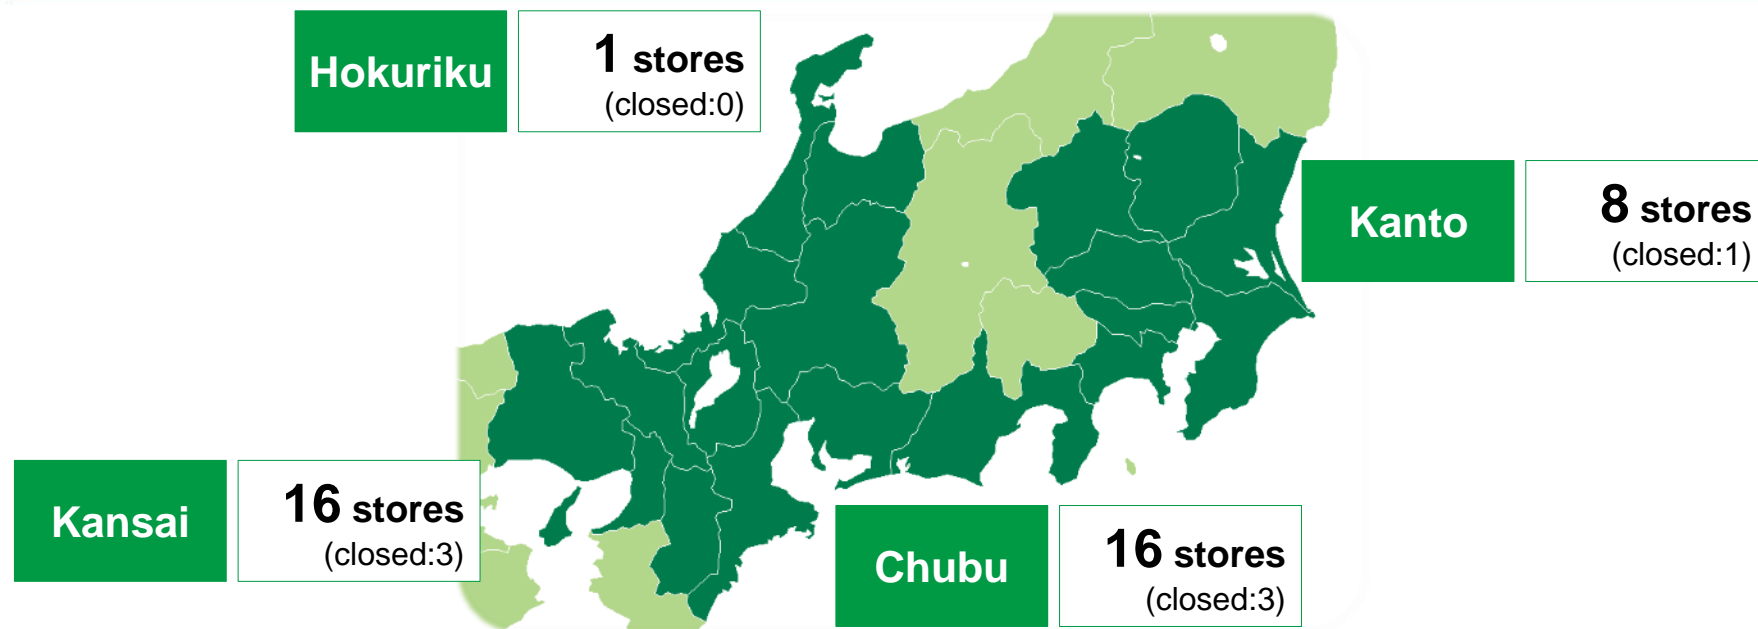 Hokuriku
1 stores
(closed:0)
Kanto
8 stores
(closed:1)
Kansai
16 stores
(closed:3)
Chubu
16 stores
(closed:3)